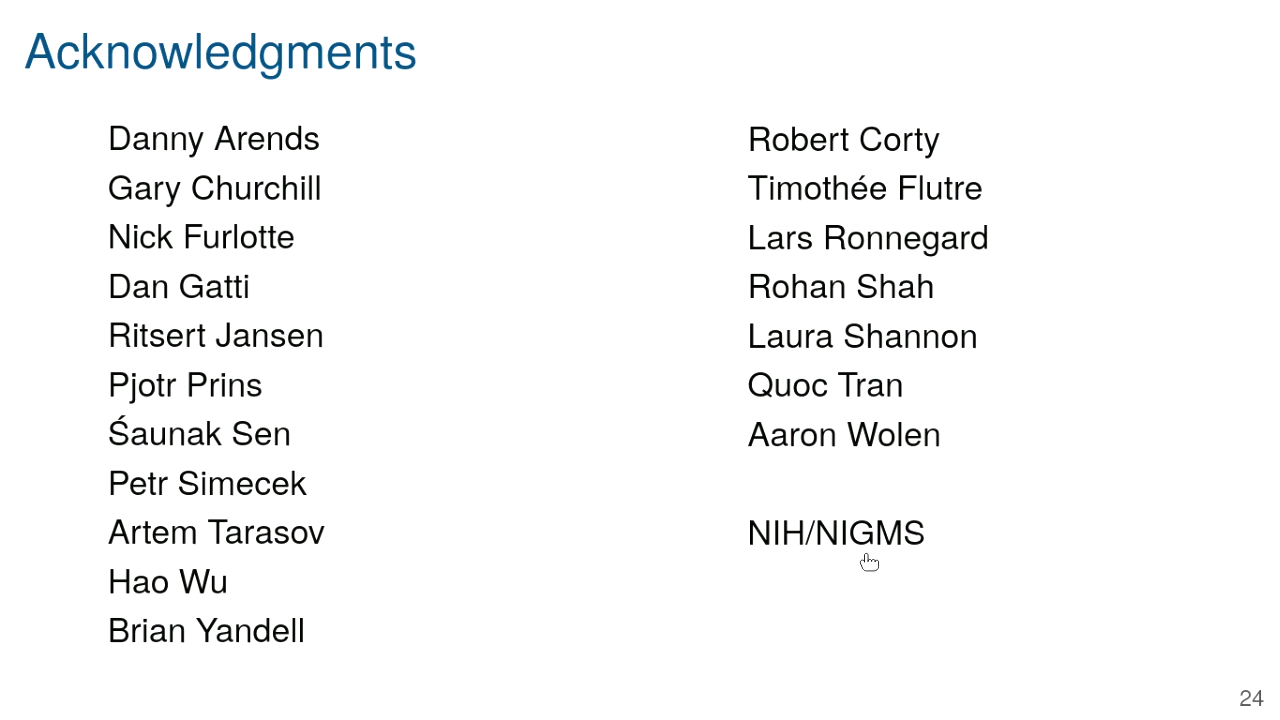 Acknowledgments
Danny Arends
Gary Churchill
Nick Furlotte
Dan Gatti
Ritsert Jansen
Pjotr Prins
Śaunak Sen
Petr Simecek
Artem Tarasov
Hao Wu
Brian Yandell
Robert Corty
Timothée Flutre
Lars Ronnegard
Rohan Shah
Laura Shannon
Quoc Tran
Aaron Wolen
NIH/NIGMS
24